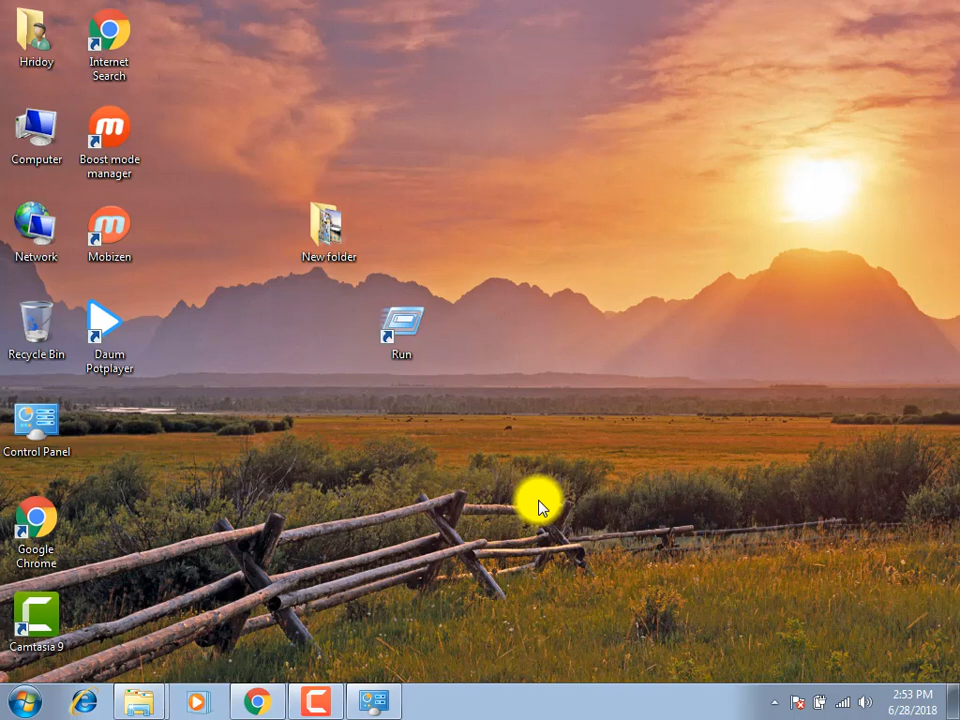 Hridoy
Internet
Search
Computer
Boost mode
manager
Network
Mobizen
New folder
Recycle Bin
Daum
Potplayer
Run
Control Panel
Google
Chrome
Camtasia 9
2:53 PM
6/28/2018